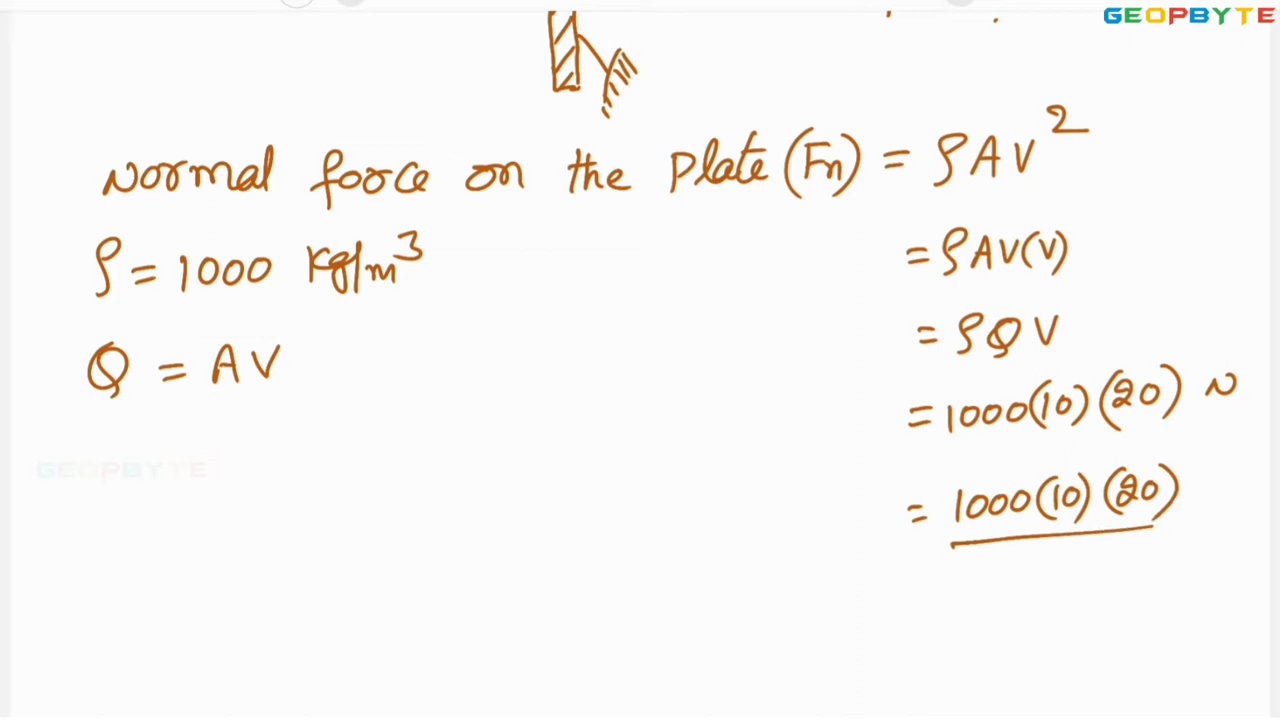 GEOPBYTE
Normal force on the plate (Fn) = ρAV²
= ρAV(V)
ρ = 1000 kg/m³
= ρQV
Q = AV
= 1000(10)(20) N
GEOPBYTE
= 1000(10)(20)